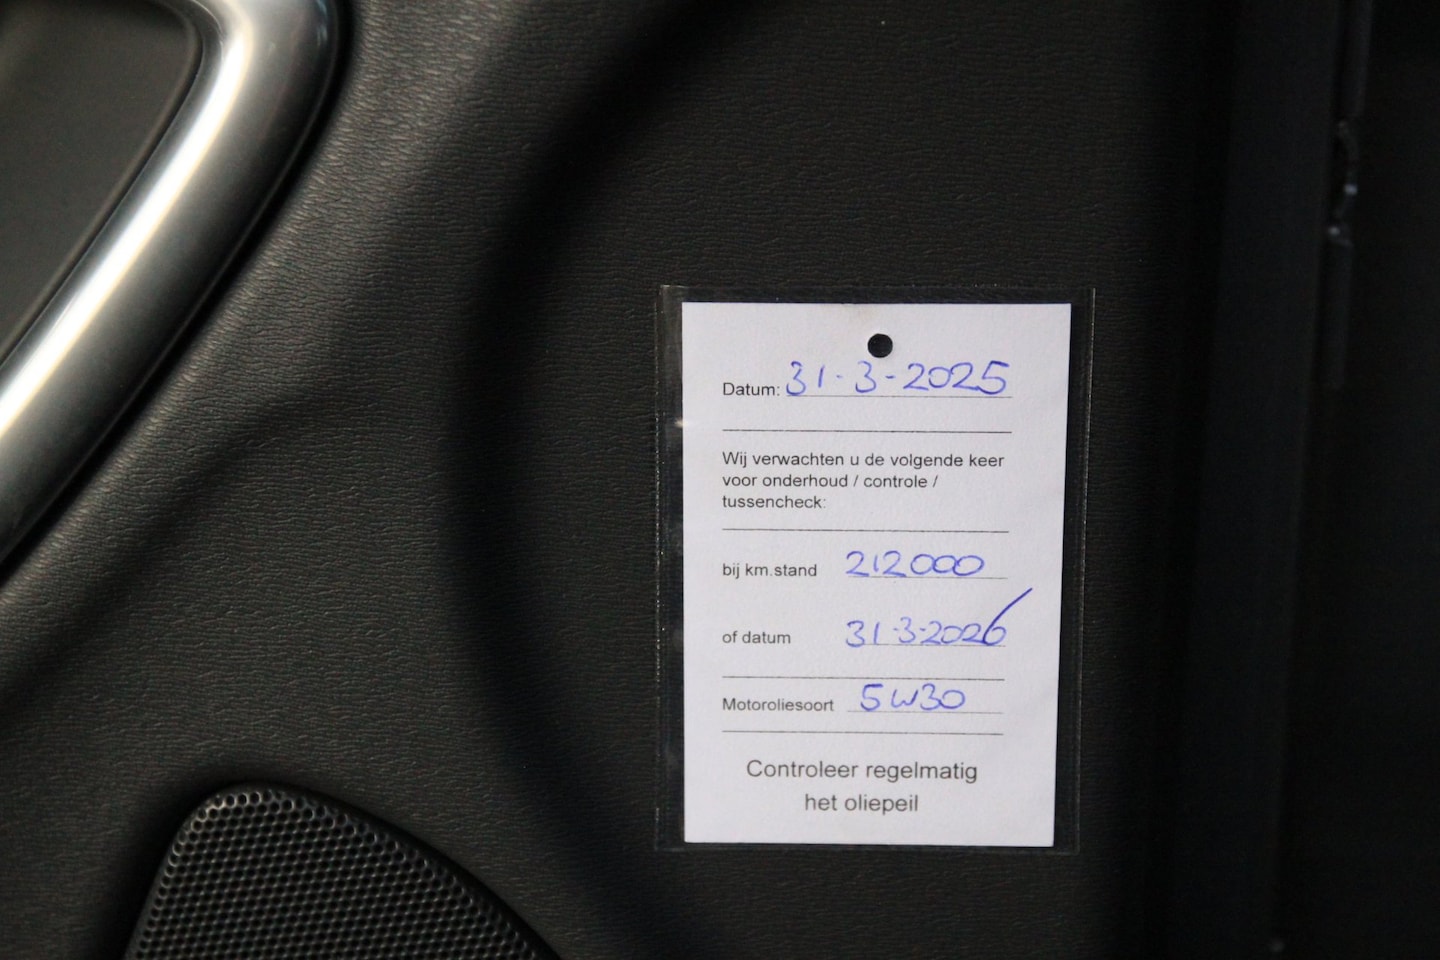 Datum: 31-3-2025
Wij verwachten u de volgende keer
voor onderhoud / controle /
tussencheck:
bij km.stand 212000
of datum 31-3-2026
Motoroliesoort 5W30
Controleer regelmatig
het oliepeil